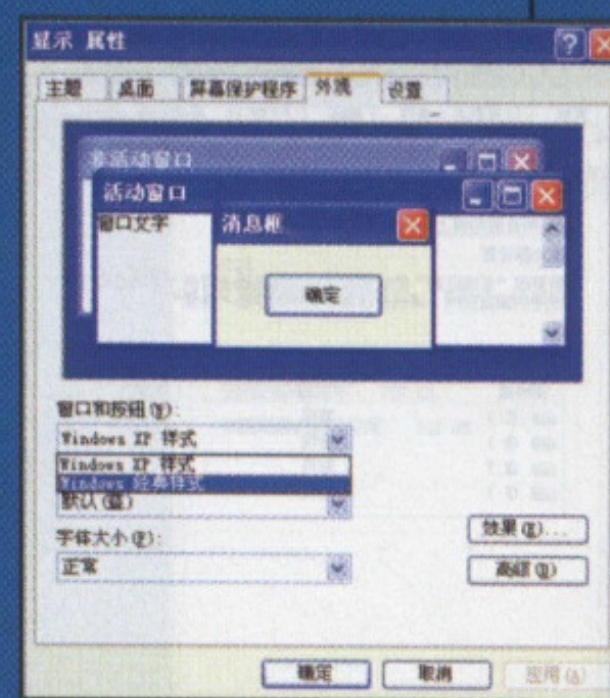 显示 属性
主题 桌面 屏幕保护程序 外观 设置
非活动窗口
活动窗口
窗口文字
消息框
确定
窗口和按钮(W):
Windows XP 样式
Windows XP 样式
Windows 经典样式
默认(蓝)
字体大小(F):
正常
效果(E)...
高级(D)
确定 取消 应用(A)